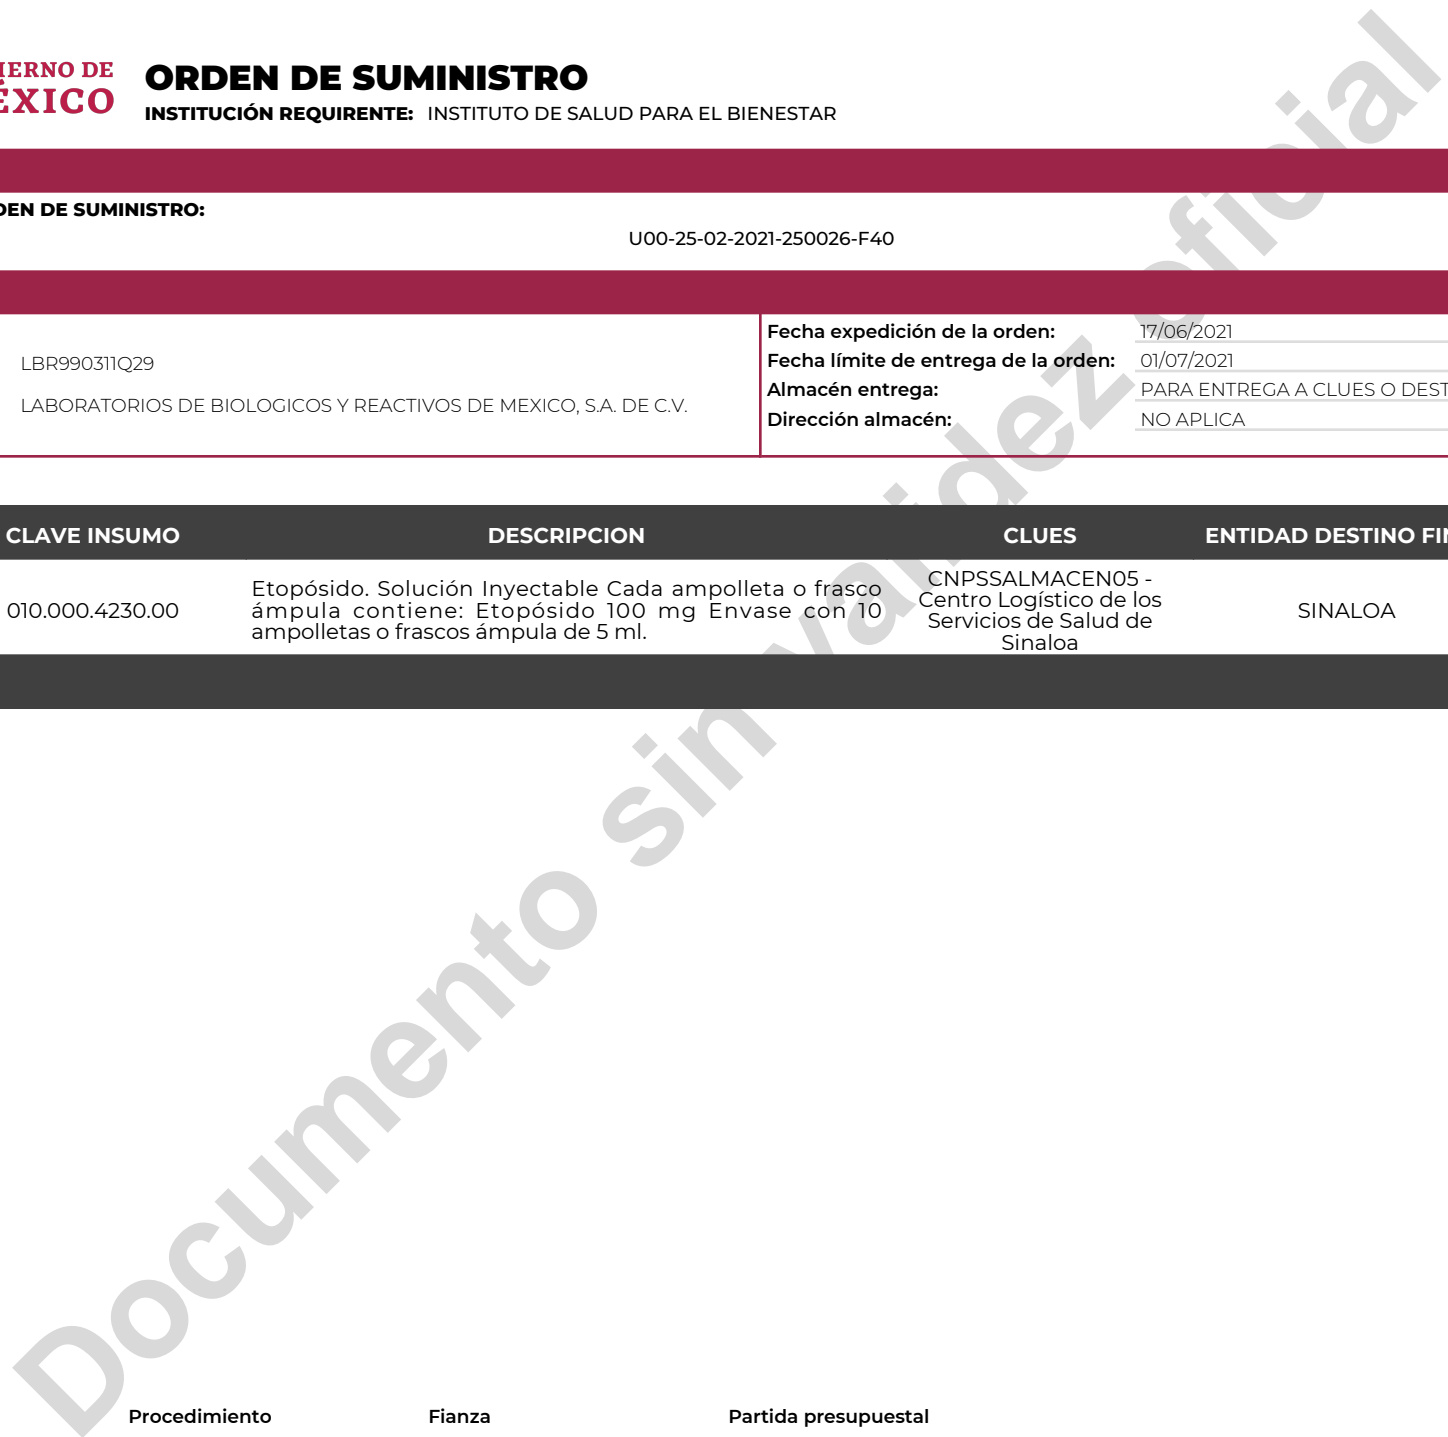 IERNO DE
ÉXICO
ORDEN DE SUMINISTRO
INSTITUCIÓN REQUIRENTE: INSTITUTO DE SALUD PARA EL BIENESTAR
DEN DE SUMINISTRO:
U00-25-02-2021-250026-F40
LBR990311Q29
LABORATORIOS DE BIOLOGICOS Y REACTIVOS DE MEXICO, S.A. DE C.V.
Fecha expedición de la orden: 17/06/2021
Fecha límite de entrega de la orden: 01/07/2021
Almacén entrega: PARA ENTREGA A CLUES O DEST
Dirección almacén: NO APLICA
CLAVE INSUMO DESCRIPCION CLUES ENTIDAD DESTINO FIN
010.000.4230.00
Etopósido. Solución Inyectable Cada ampolleta o frasco
ámpula contiene: Etopósido 100 mg Envase con 10
ampolletas o frascos ámpula de 5 ml.
CNPSSALMACEN05 -
Centro Logístico de los
Servicios de Salud de
Sinaloa
SINALOA
Documento sin validez oficial
Procedimiento Fianza Partida presupuestal